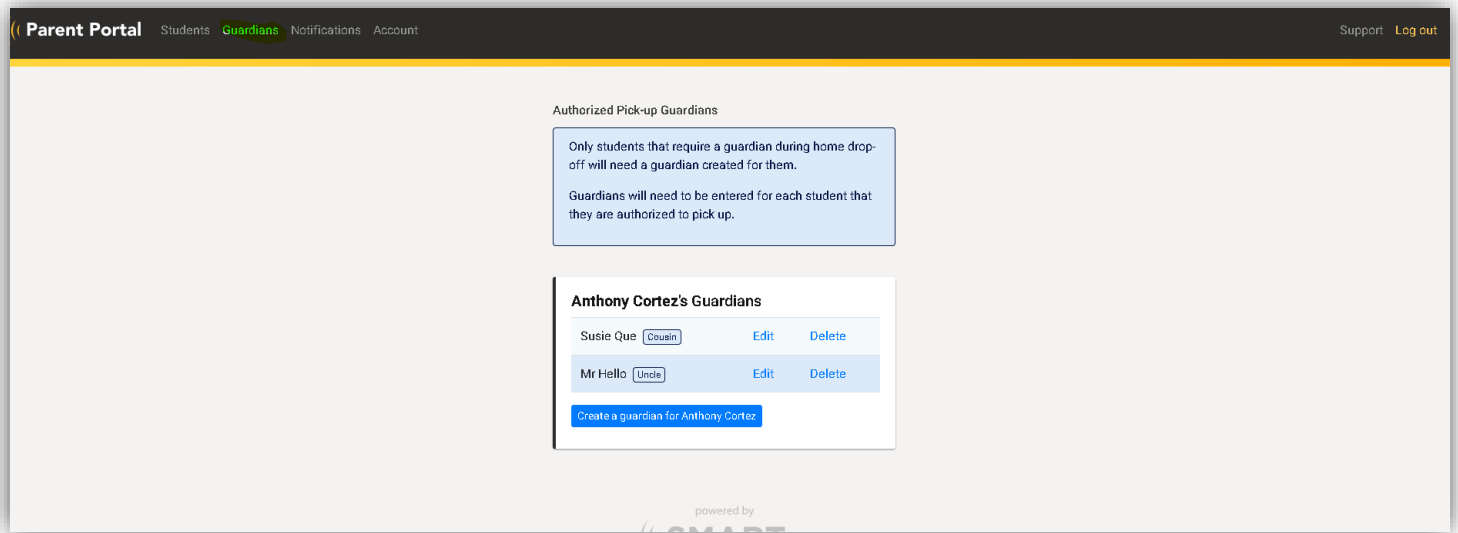 Parent Portal Students Guardians Notifications Account Support Log out
Authorized Pick-up Guardians
Only students that require a guardian during home drop-
off will need a guardian created for them.
Guardians will need to be entered for each student that
they are authorized to pick up.
Anthony Cortez's Guardians
Susie Que Cousin Edit Delete
Mr Hello Uncle Edit Delete
Create a guardian for Anthony Cortez
powered by
SMART